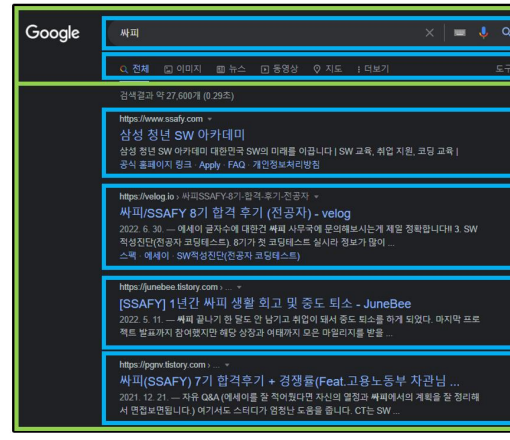 Google
싸피
전체 이미지 뉴스 동영상 지도 더보기 도구
검색결과 약 27,600개 (0.29초)
https://www.ssafy.com
삼성 청년 SW 아카데미
삼성 청년 SW 아카데미 대한민국 SW의 미래를 이끕니다 | SW 교육, 취업 지원, 코딩 교육 |
공식 홈페이지 링크 · Apply · FAQ · 개인정보처리방침
https://velog.io › 싸피SSAFY-8기-합격-후기-전공자
싸피/SSAFY 8기 합격 후기 (전공자) - velog
2022. 6. 30. — 에세이 글자수에 대한건 싸피 사무국에 문의해보시는게 제일 정확합니다!! 3. SW
적성진단(전공자 코딩테스트). 8기가 첫 코딩테스트 실시라 정보가 많이 ...
스펙 · 에세이 · SW적성진단(전공자 코딩테스트)
https://junebee.tistory.com › ...
[SSAFY] 1년간 싸피 생활 회고 및 중도 퇴소 - JuneBee
2022. 5. 11. — 싸피 끝나기 한 달도 안 남기고 취업이 돼서 중도 퇴소를 하게 되었다. 마지막 프로
젝트 발표까지 참여했지만 해당 상장과 여태까지 모은 마일리지를 받을 ...
https://pgnv.tistory.com › ...
싸피(SSAFY) 7기 합격후기 + 경쟁률(Feat.고용노동부 차관님 ...
2021. 12. 21. — 자유 Q&A (에세이를 잘 적어뒀다면 자신의 열정과 싸피에서의 계획을 잘 정리해
서 면접보면됩니다.) 여기서도 스터디가 엄청난 도움을 줍니다. CT는 SW ...